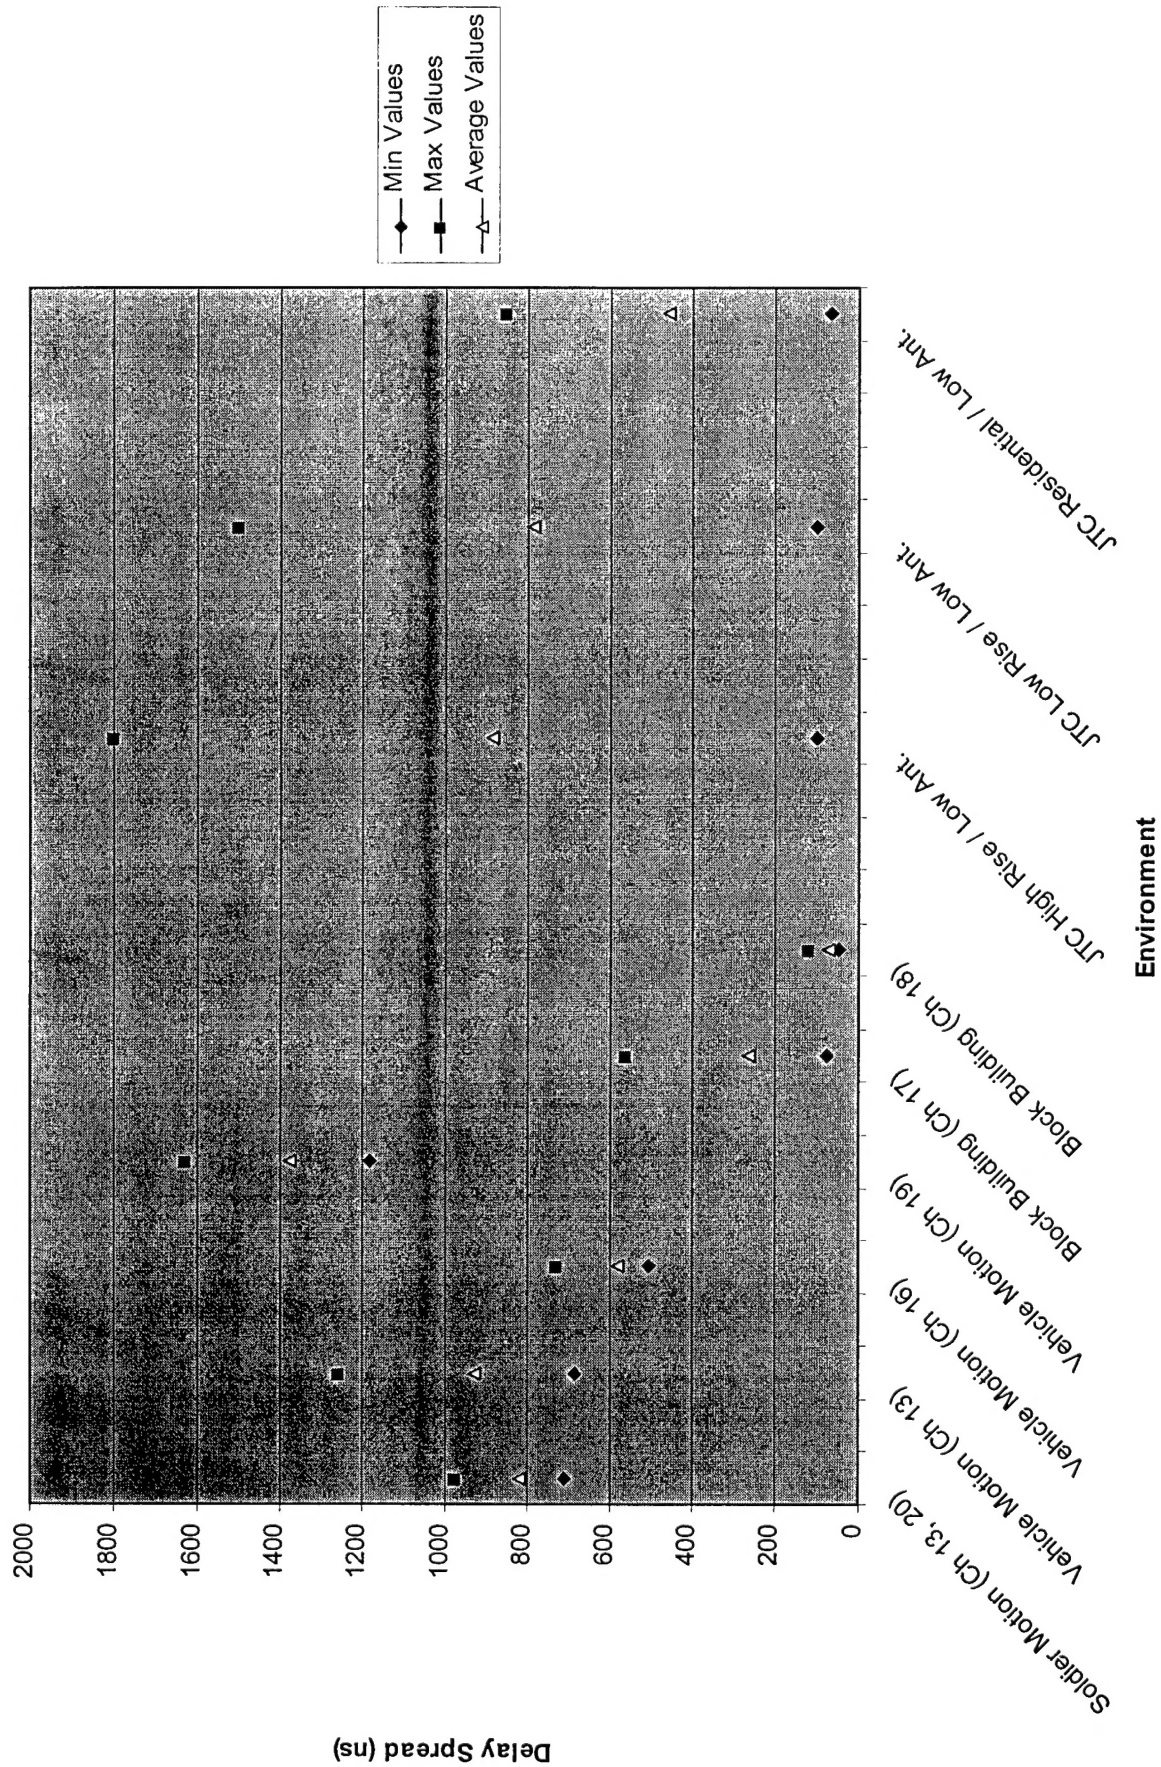 Delay Spread (ns)
2000
1800
1600
1400
1200
1000
800
600
400
200
0
Soldier Motion (Ch 13, 20)
Vehicle Motion (Ch 13)
Vehicle Motion (Ch 16)
Vehicle Motion (Ch 19)
Block Building (Ch 17)
Block Building (Ch 18)
JTC High Rise / Low Ant.
JTC Low Rise / Low Ant.
JTC Residential / Low Ant.
Environment
Min Values
Max Values
Average Values